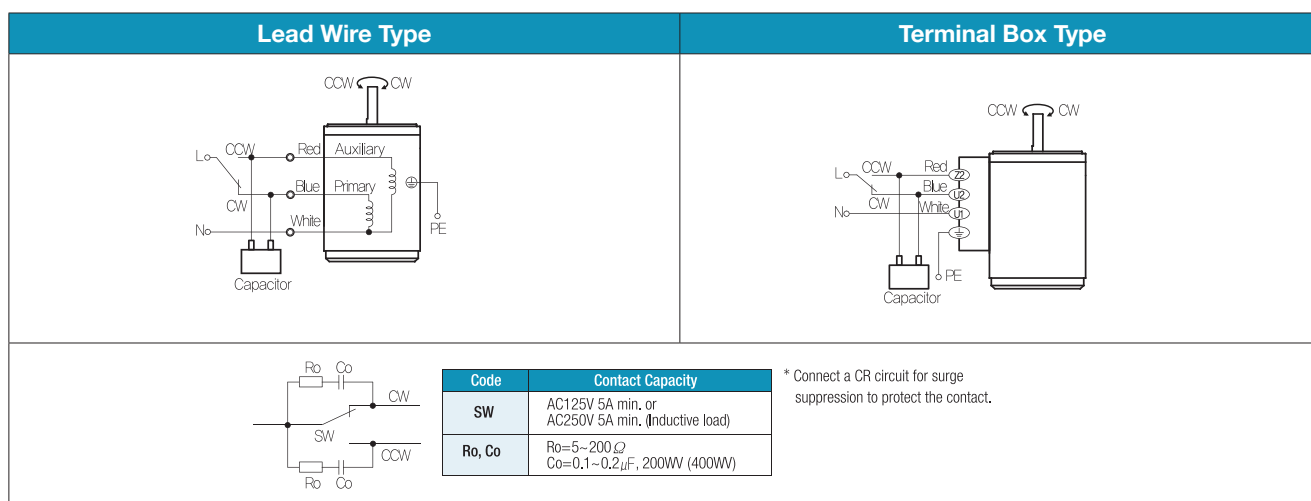 Lead Wire Type
Terminal Box Type
CCW CW
L CCW Red Auxiliary
CW Blue Primary
N White
PE
Capacitor
CCW CW
L CCW Red Z2
CW Blue U2
N White U1
PE
Capacitor
Ro Co
CW
SW
CCW
Ro Co
Code Contact Capacity
SW AC125V 5A min. or
AC250V 5A min. (Inductive load)
Ro, Co Ro=5~200Ω
Co=0.1~0.2μF, 200WV (400WV)
* Connect a CR circuit for surge
suppression to protect the contact.